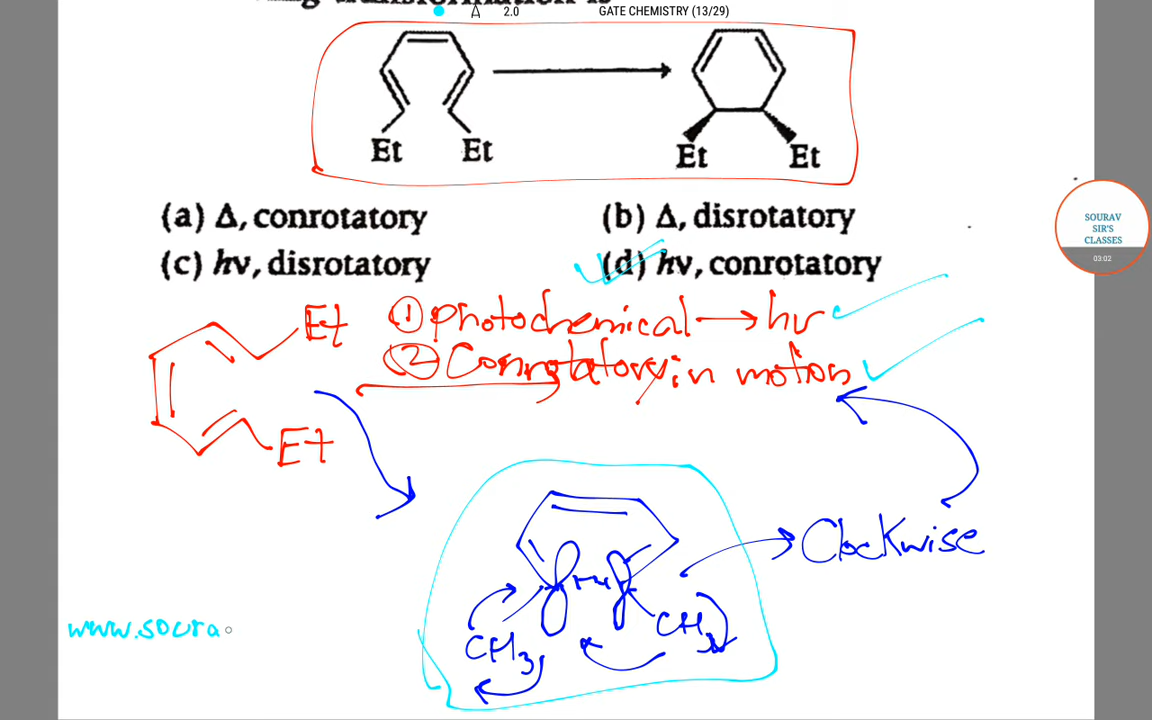 2.0 GATE CHEMISTRY (13/29)
Et Et Et Et
(a) Δ, conrotatory (b) Δ, disrotatory
(c) hν, disrotatory (d) hν, conrotatory
SOURAV
SIR'S
CLASSES
03:02
Et ① photochemical → hν
② Conrotatory in motion
Et
Clockwise
CH3 CH3
www.soura